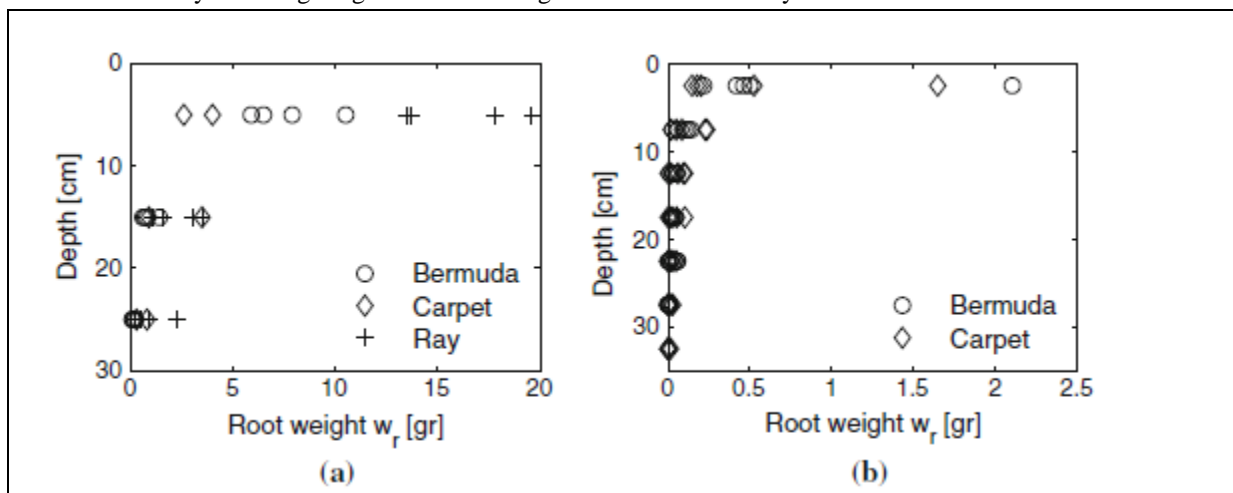 0
10
20
30
Depth [cm]
Bermuda
Carpet
Ray
0 5 10 15 20
Root weight w_r [gr]
(a)
0
10
20
30
Depth [cm]
Bermuda
Carpet
0 0.5 1 1.5 2 2.5
Root weight w_r [gr]
(b)